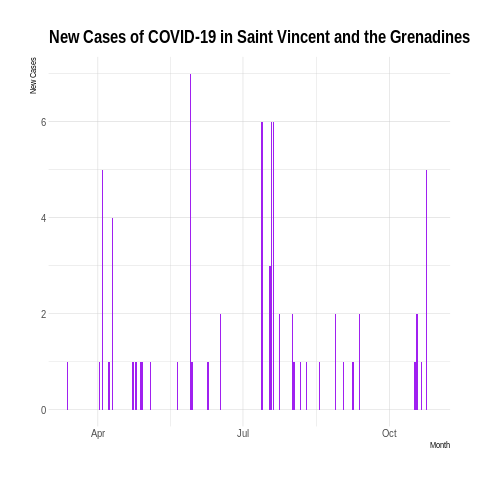 New Cases of COVID-19 in Saint Vincent and the Grenadines
New Cases
6
4
2
0
Apr Jul Oct
Month